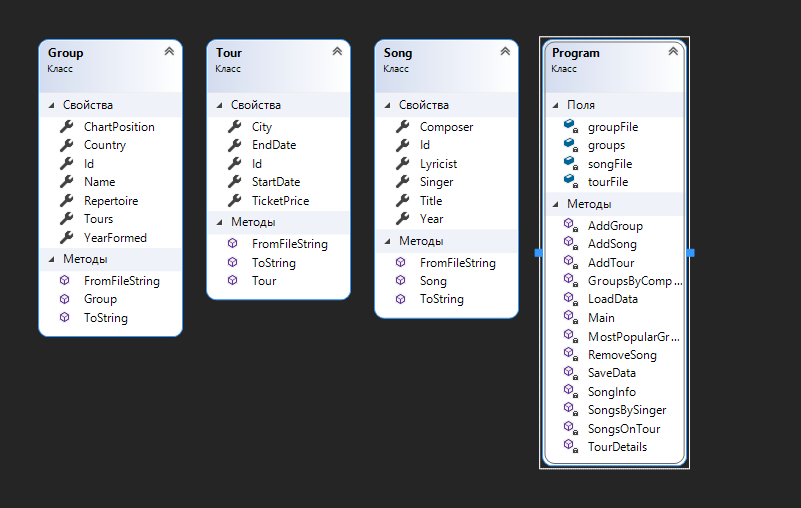 Group
Класс
Свойства
ChartPosition
Country
Id
Name
Repertoire
Tours
YearFormed
Методы
FromFileString
Group
ToString
Tour
Класс
Свойства
City
EndDate
Id
StartDate
TicketPrice
Методы
FromFileString
ToString
Tour
Song
Класс
Свойства
Composer
Id
Lyricist
Singer
Title
Year
Методы
FromFileString
Song
ToString
Program
Класс
Поля
groupFile
groups
songFile
tourFile
Методы
AddGroup
AddSong
AddTour
GroupsByComp...
LoadData
Main
MostPopularGr...
RemoveSong
SaveData
SongInfo
SongsBySinger
SongsOnTour
TourDetails